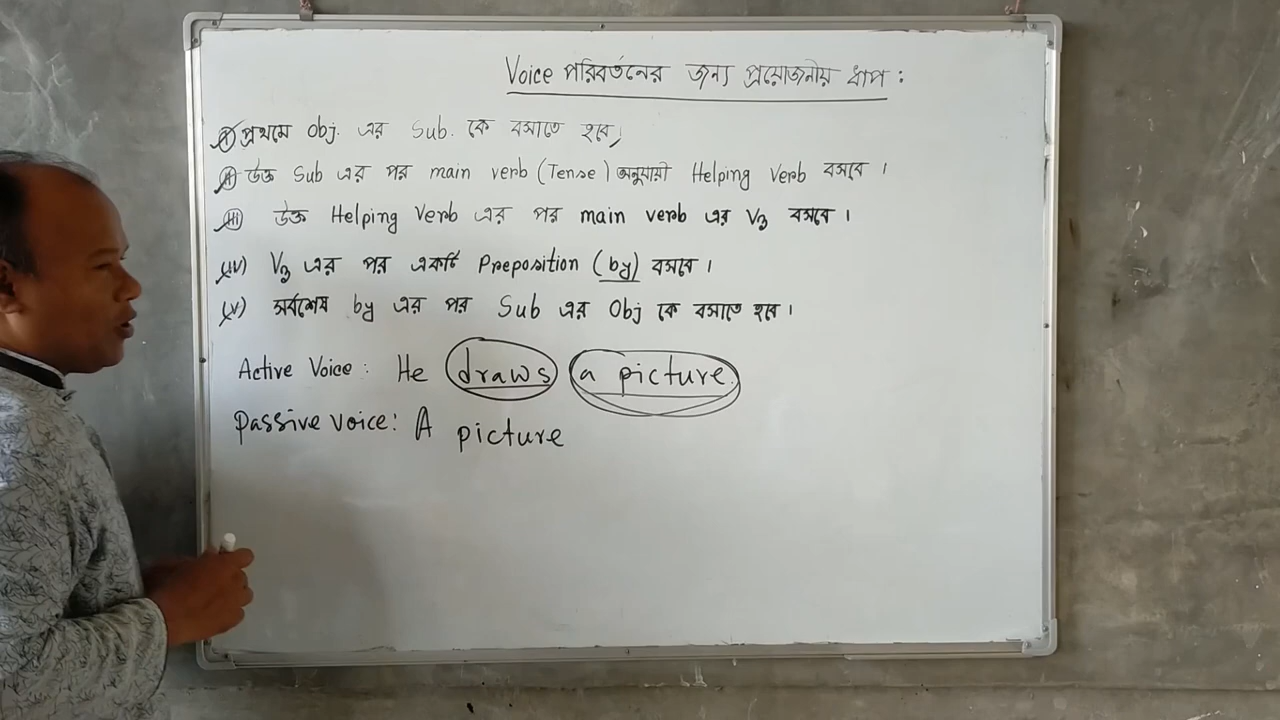 Voice পরিবর্তনের জন্য প্রয়োজনীয় ধাপ :
(i) প্রথমে Obj. এর Sub. কে বসাতে হবে,
(ii) উক্ত Sub এর পর main verb (Tense) অনুযায়ী Helping Verb বসবে ।
(iii) উক্ত Helping Verb এর পর main verb এর V3 বসবে ।
(iv) V3 এর পর একটি Preposition (by) বসবে ।
(v) সর্বশেষ by এর পর Sub এর Obj কে বসাতে হবে ।
Active Voice : He draws a picture.
Passive voice : A picture